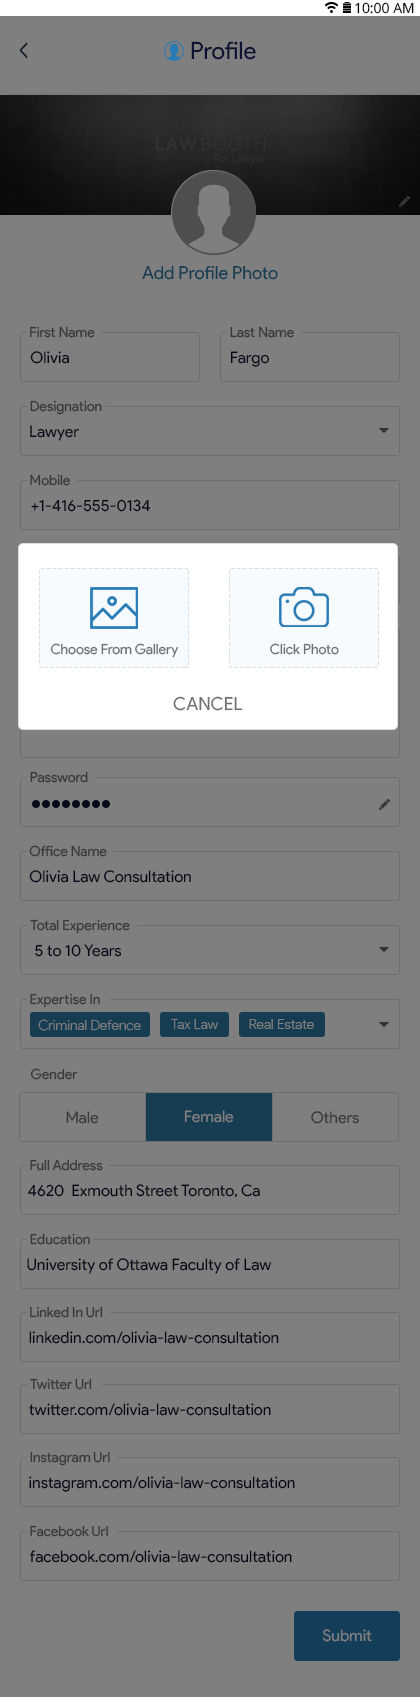 10:00 AM
Profile
LAWBOOTH
For Lawyer
Add Profile Photo
First Name
Last Name
Olivia
Fargo
Designation
Lawyer
Mobile
+1-416-555-0134
Choose From Gallery
Click Photo
CANCEL
Password
Office Name
Olivia Law Consultation
Total Experience
5 to 10 Years
Expertise In
Criminal Defence
Tax Law
Real Estate
Gender
Male
Female
Others
Full Address
4620 Exmouth Street Toronto, Ca
Education
University of Ottawa Faculty of Law
Linked In Url
linkedin.com/olivia-law-consultation
Twitter Url
twitter.com/olivia-law-consultation
Instagram Url
instagram.com/olivia-law-consultation
Facebook Url
facebook.com/olivia-law-consultation
Submit